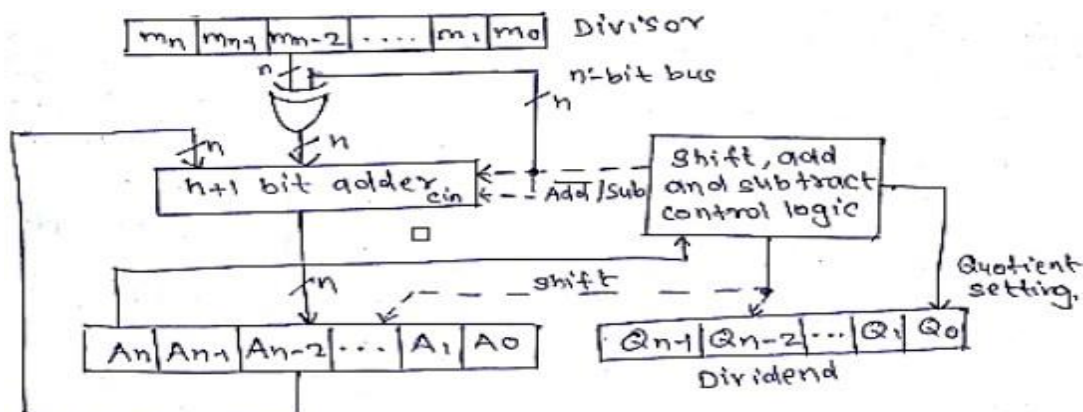 mn mn-1 mn-2 .... m1 m0 Divisor
n
n-bit bus
n
n
n
n+1 bit adder
cin
Add/Sub
Shift, add
and subtract
control logic
n
shift
Quotient
setting.
An An-1 An-2 ... A1 A0
Qn-1 Qn-2 ... Q1 Q0
Dividend